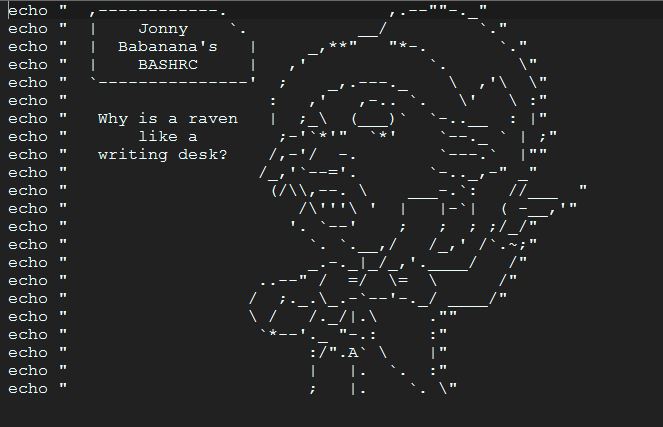 echo "  ,------------.                ,.--""-._"
echo "  |    Jonny    `.           __/         `."
echo "  |  Babanana's   |     _,**"   "*-.       `."
echo "  |    BASHRC     |   ,'            `.       \"
echo "  `---------------'  ;    _,.---._    \  ,'\  \"
echo "                    :   ,'   ,-.. `.   \'   \ :"
echo "   Why is a raven   |  ;_\  (___)`  `-..__  : |"
echo "       like a        ;-'`*'"  `*'    `--._ ` | ;"
echo "   writing desk?    /,-'/  -.        `---.`  |""
echo "                   /_,'`--='.       `-.._,-" _"
echo "                    (/\\,--. \    ___-.`:   //___  "
echo "                       /\'''\ '  |   |-`|  ( -__,'"
echo "                      '. `--'    ;   ;  ; ;/_/"
echo "                        `. `.__,/   /_,' /`.~;"
echo "                        _.-._|_/_,'.____/   /"
echo "                   ..--" /  =/  \=  \      /"
echo "                  /  ;._.\_.-`--'-._/ ____/"
echo "                  \ /   /._/|.\     .""
echo "                   `*--'._ "-.:     :"
echo "                        :/".A` \    |"
echo "                        |   |.  `.  :"
echo "                        ;   |.    `. \"